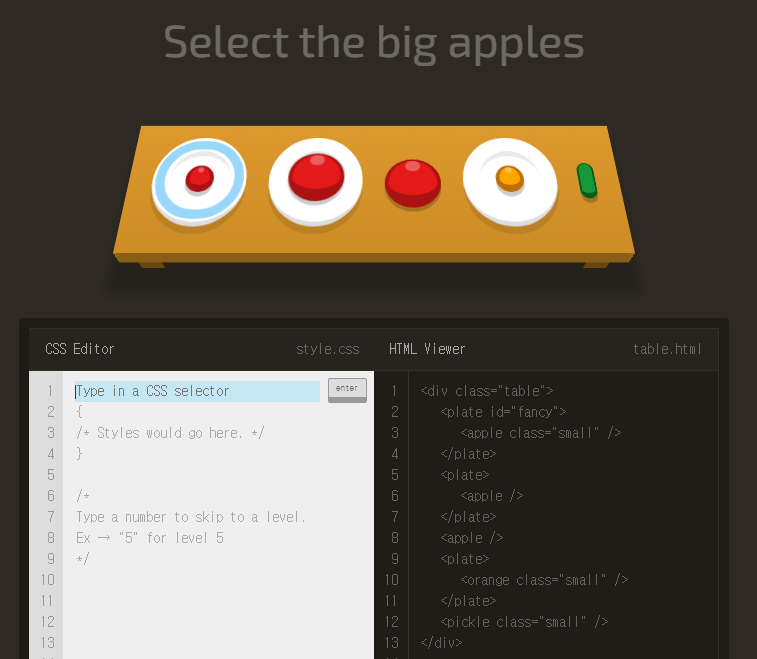 Select the big apples
CSS Editor style.css
HTML Viewer table.html
1 Type in a CSS selector enter
2 {
3 /* Styles would go here. */
4 }
5
6 /*
7 Type a number to skip to a level.
8 Ex → "5" for level 5
9 */
10
11
12
13
1 <div class="table">
2 <plate id="fancy">
3 <apple class="small" />
4 </plate>
5 <plate>
6 <apple />
7 </plate>
8 <apple />
9 <plate>
10 <orange class="small" />
11 </plate>
12 <pickle class="small" />
13 </div>